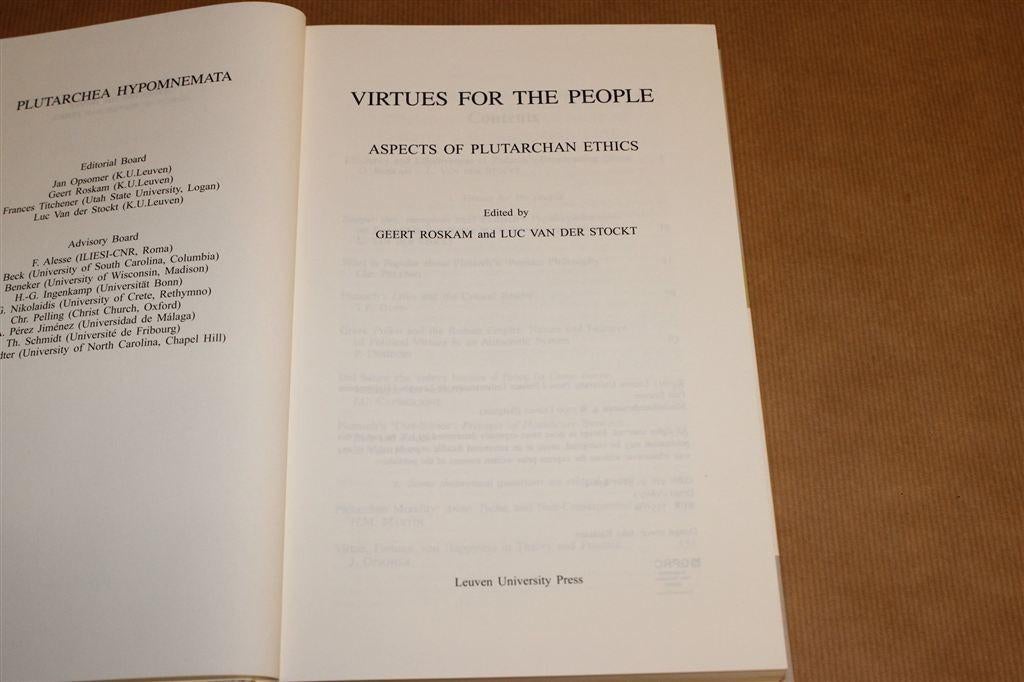 PLUTARCHEA HYPOMNEMATA
Editorial Board
Jan Opsomer (K.U.Leuven)
Geert Roskam (K.U.Leuven)
Frances Titchener (Utah State University, Logan)
Luc Van der Stockt (K.U.Leuven)
Advisory Board
F. Alesse (ILIESI-CNR, Roma)
Beck (University of South Carolina, Columbia)
Beneker (University of Wisconsin, Madison)
H.-G. Ingenkamp (Universität Bonn)
Nikolaidis (University of Crete, Rethymno)
Chr. Pelling (Christ Church, Oxford)
Pérez Jiménez (Universidad de Málaga)
Th. Schmidt (Université de Fribourg)
(University of North Carolina, Chapel Hill)
VIRTUES FOR THE PEOPLE
ASPECTS OF PLUTARCHAN ETHICS
Edited by
GEERT ROSKAM and LUC VAN DER STOCKT
Contents
Leuven University Press